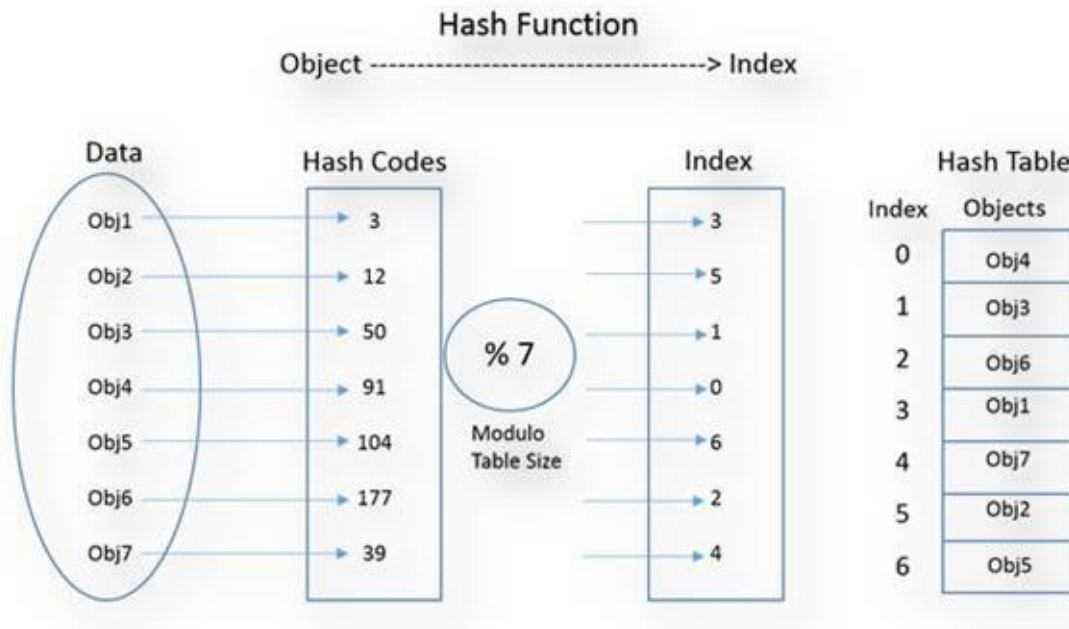 Hash Function
Object ---------------------------------> Index
Data
Hash Codes
Index
Hash Table
Index Objects
Obj1 3 3
Obj2 12 5
Obj3 50 1
Obj4 91 0
Obj5 104 6
Obj6 177 2
Obj7 39 4
% 7
Modulo
Table Size
0 Obj4
1 Obj3
2 Obj6
3 Obj1
4 Obj7
5 Obj2
6 Obj5